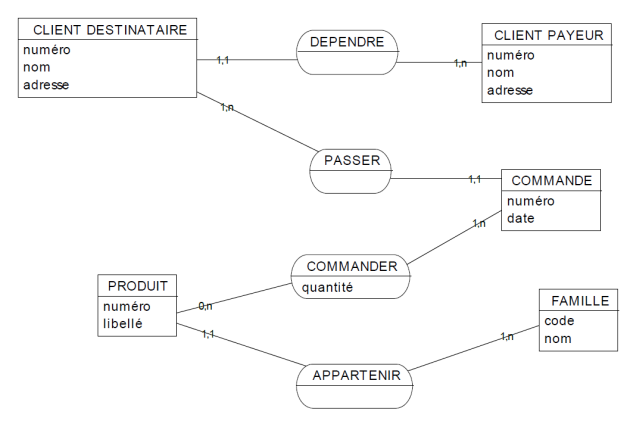 CLIENT DESTINATAIRE
numéro
nom
adresse
1,1
DEPENDRE
1,n
CLIENT PAYEUR
numéro
nom
adresse
1,n
PASSER
1,1
COMMANDE
numéro
date
1,n
COMMANDER
quantité
PRODUIT
numéro
libellé
0,n
1,1
APPARTENIR
1,n
FAMILLE
code
nom